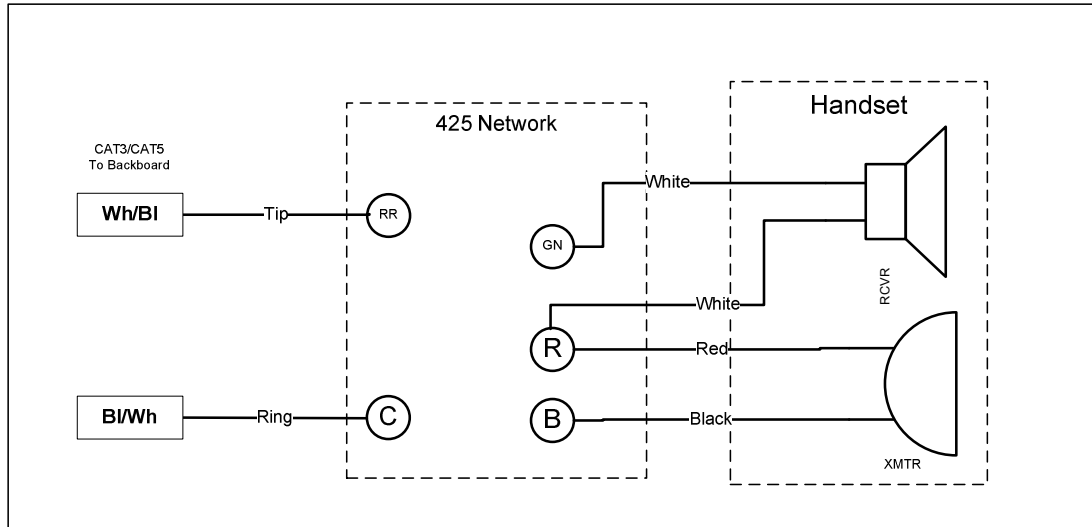 425 Network
Handset
CAT3/CAT5
To Backboard
Wh/Bl
Tip
RR
GN
White
RCVR
White
R
Red
Bl/Wh
Ring
C
B
Black
XMTR